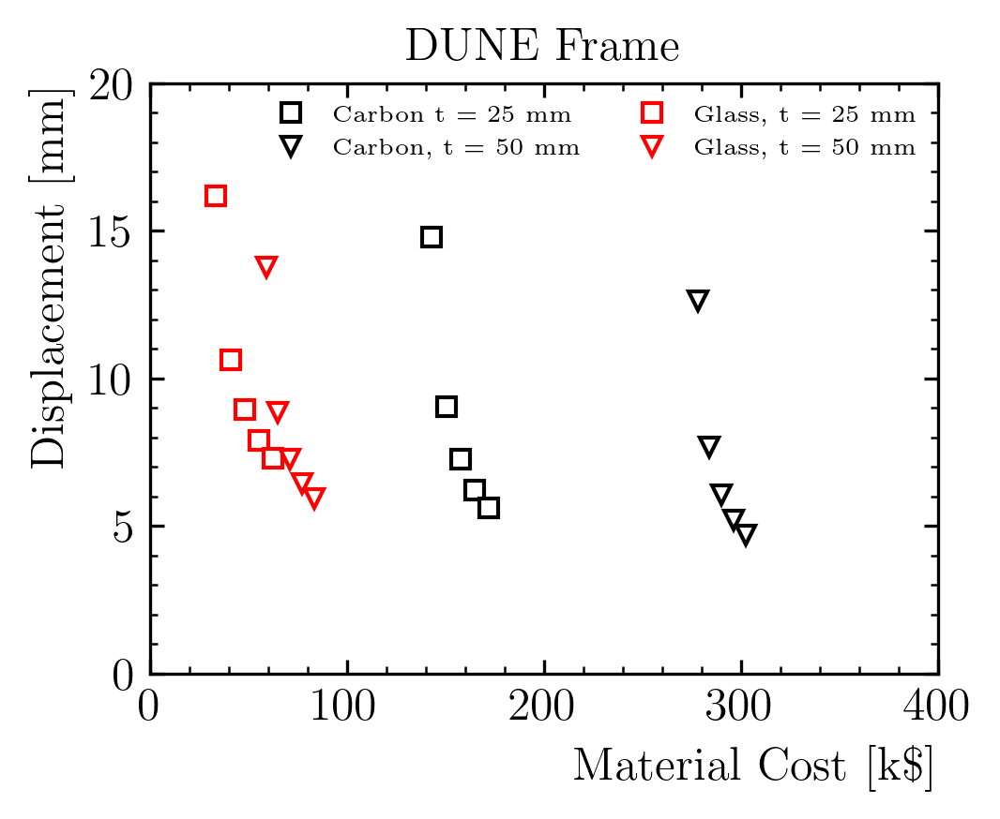 DUNE Frame
Carbon t = 25 mm
Carbon, t = 50 mm
Glass, t = 25 mm
Glass, t = 50 mm
Displacement [mm]
20
15
10
5
0
0 100 200 300 400
Material Cost [k$]